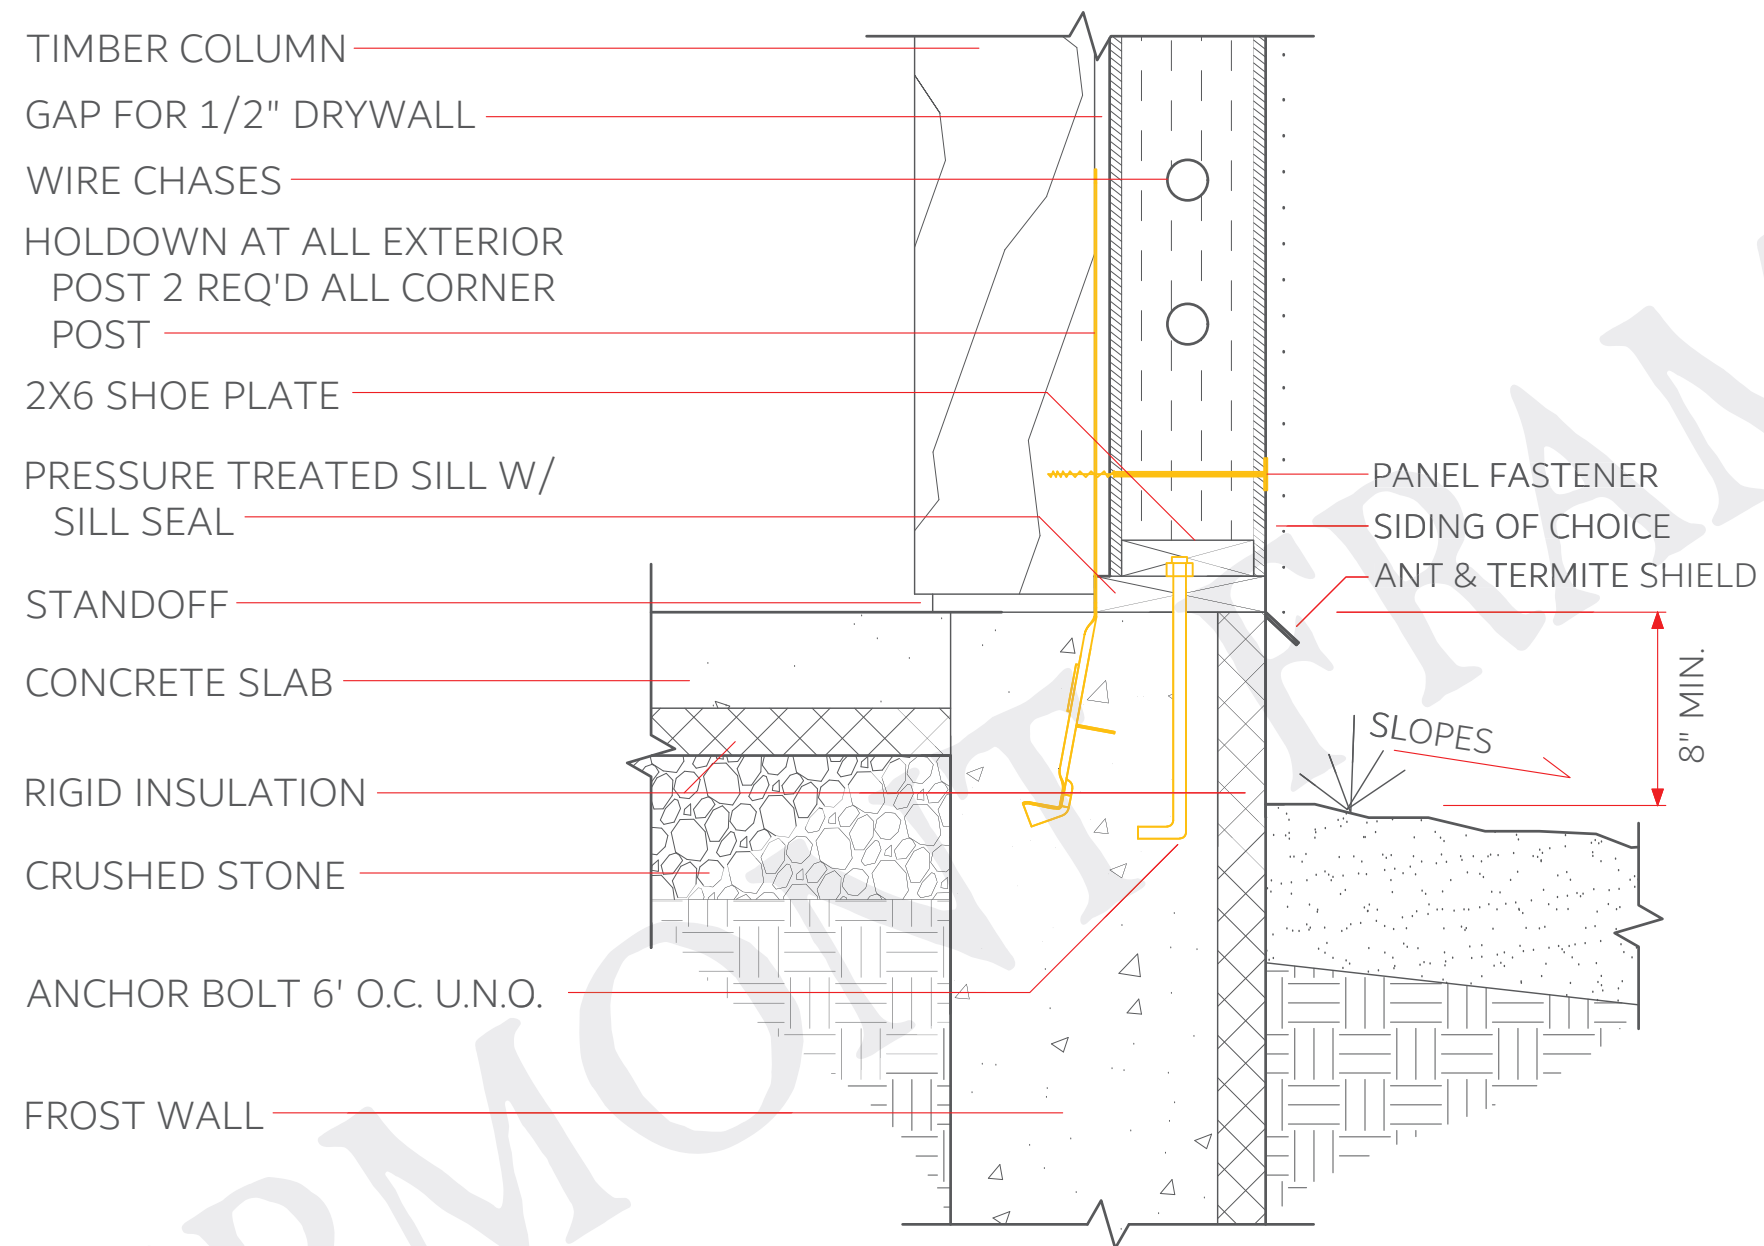 TIMBER COLUMN
GAP FOR 1/2" DRYWALL
WIRE CHASES
HOLDOWN AT ALL EXTERIOR
POST 2 REQ'D ALL CORNER
POST
2X6 SHOE PLATE
PRESSURE TREATED SILL W/
SILL SEAL
STANDOFF
CONCRETE SLAB
RIGID INSULATION
CRUSHED STONE
ANCHOR BOLT 6' O.C. U.N.O.
FROST WALL
PANEL FASTENER
SIDING OF CHOICE
ANT & TERMITE SHIELD
8" MIN.
SLOPES
RMONT FRAM